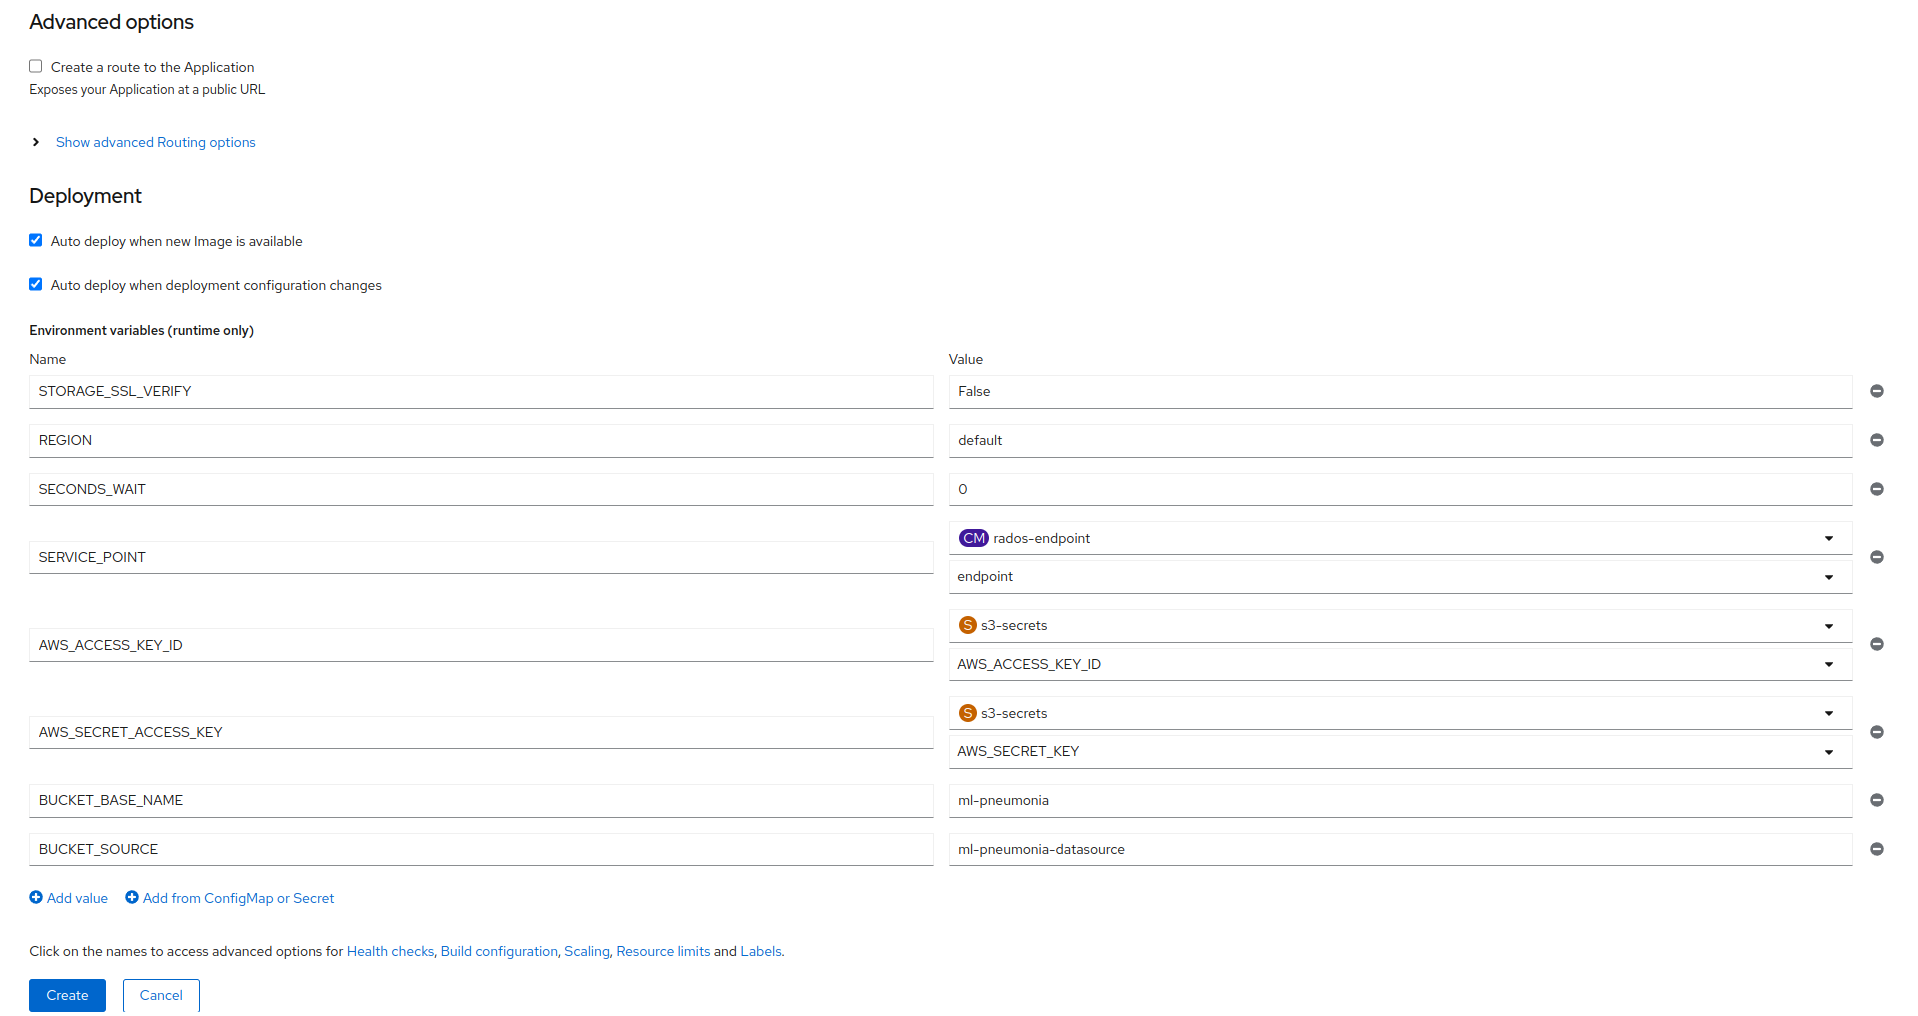 Advanced options
Create a route to the Application
Exposes your Application at a public URL
Show advanced Routing options
Deployment
Auto deploy when new Image is available
Auto deploy when deployment configuration changes
Environment variables (runtime only)
Name Value
STORAGE_SSL_VERIFY False
REGION default
SECONDS_WAIT 0
SERVICE_POINT
CM rados-endpoint
endpoint
AWS_ACCESS_KEY_ID
S s3-secrets
AWS_ACCESS_KEY_ID
AWS_SECRET_ACCESS_KEY
S s3-secrets
AWS_SECRET_KEY
BUCKET_BASE_NAME ml-pneumonia
BUCKET_SOURCE ml-pneumonia-datasource
Add value Add from ConfigMap or Secret
Click on the names to access advanced options for Health checks, Build configuration, Scaling, Resource limits and Labels.
Create Cancel